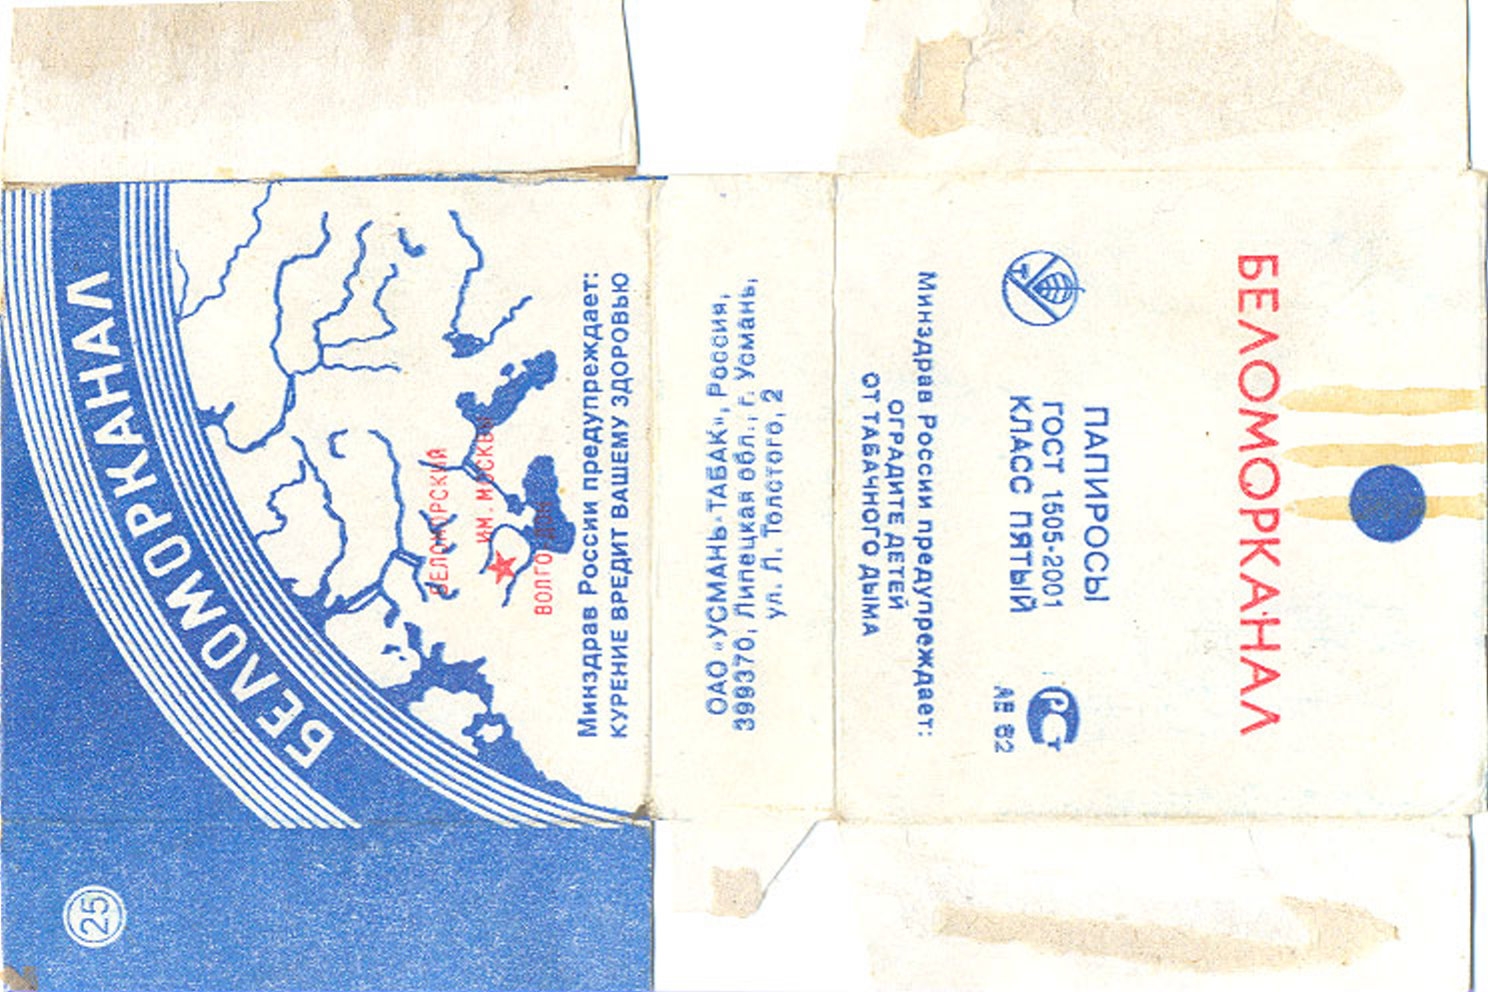 БЕЛОМОРКАНАЛ
БЕЛОМОРСКИЙ
ИМ. МОСКВЫ
ВОЛГО-ДОН
Минздрав России предупреждает:
КУРЕНИЕ ВРЕДИТ ВАШЕМУ ЗДОРОВЬЮ
25
ОАО «УСМАНЬ-ТАБАК», Россия,
399370, Липецкая обл., г. Усмань,
ул. Л. Толстого, 2
БЕЛОМОРКАНАЛ
ПАПИРОСЫ
ГОСТ 1505-2001
КЛАСС ПЯТЫЙ
РСТ
АЕ 62
Минздрав России предупреждает:
ОГРАДИТЕ ДЕТЕЙ
ОТ ТАБАЧНОГО ДЫМА